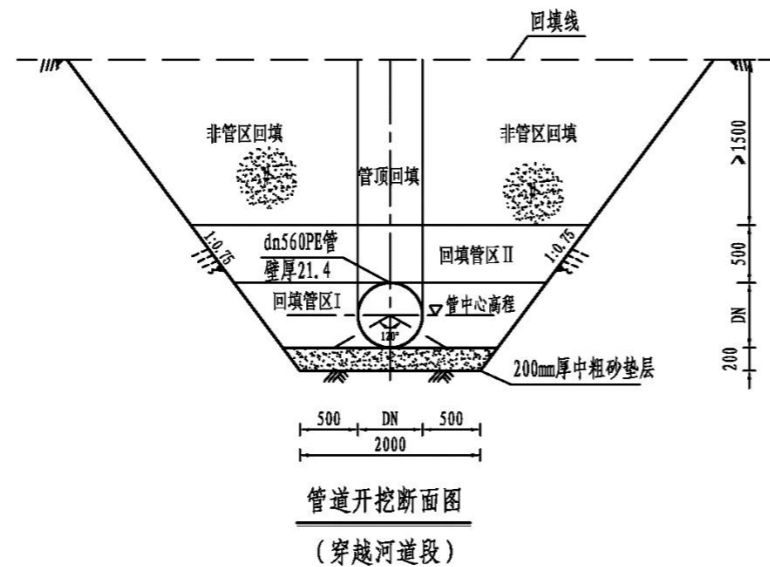 回填线
非管区回填
非管区回填
管顶回填
>1500
1:0.75
dn560PE管
壁厚21.4
回填管区Ⅱ
1:0.75
500
回填管区Ⅰ
管中心高程
DN
120°
200
200mm厚中粗砂垫层
500 DN 500
2000
管道开挖断面图
(穿越河道段)